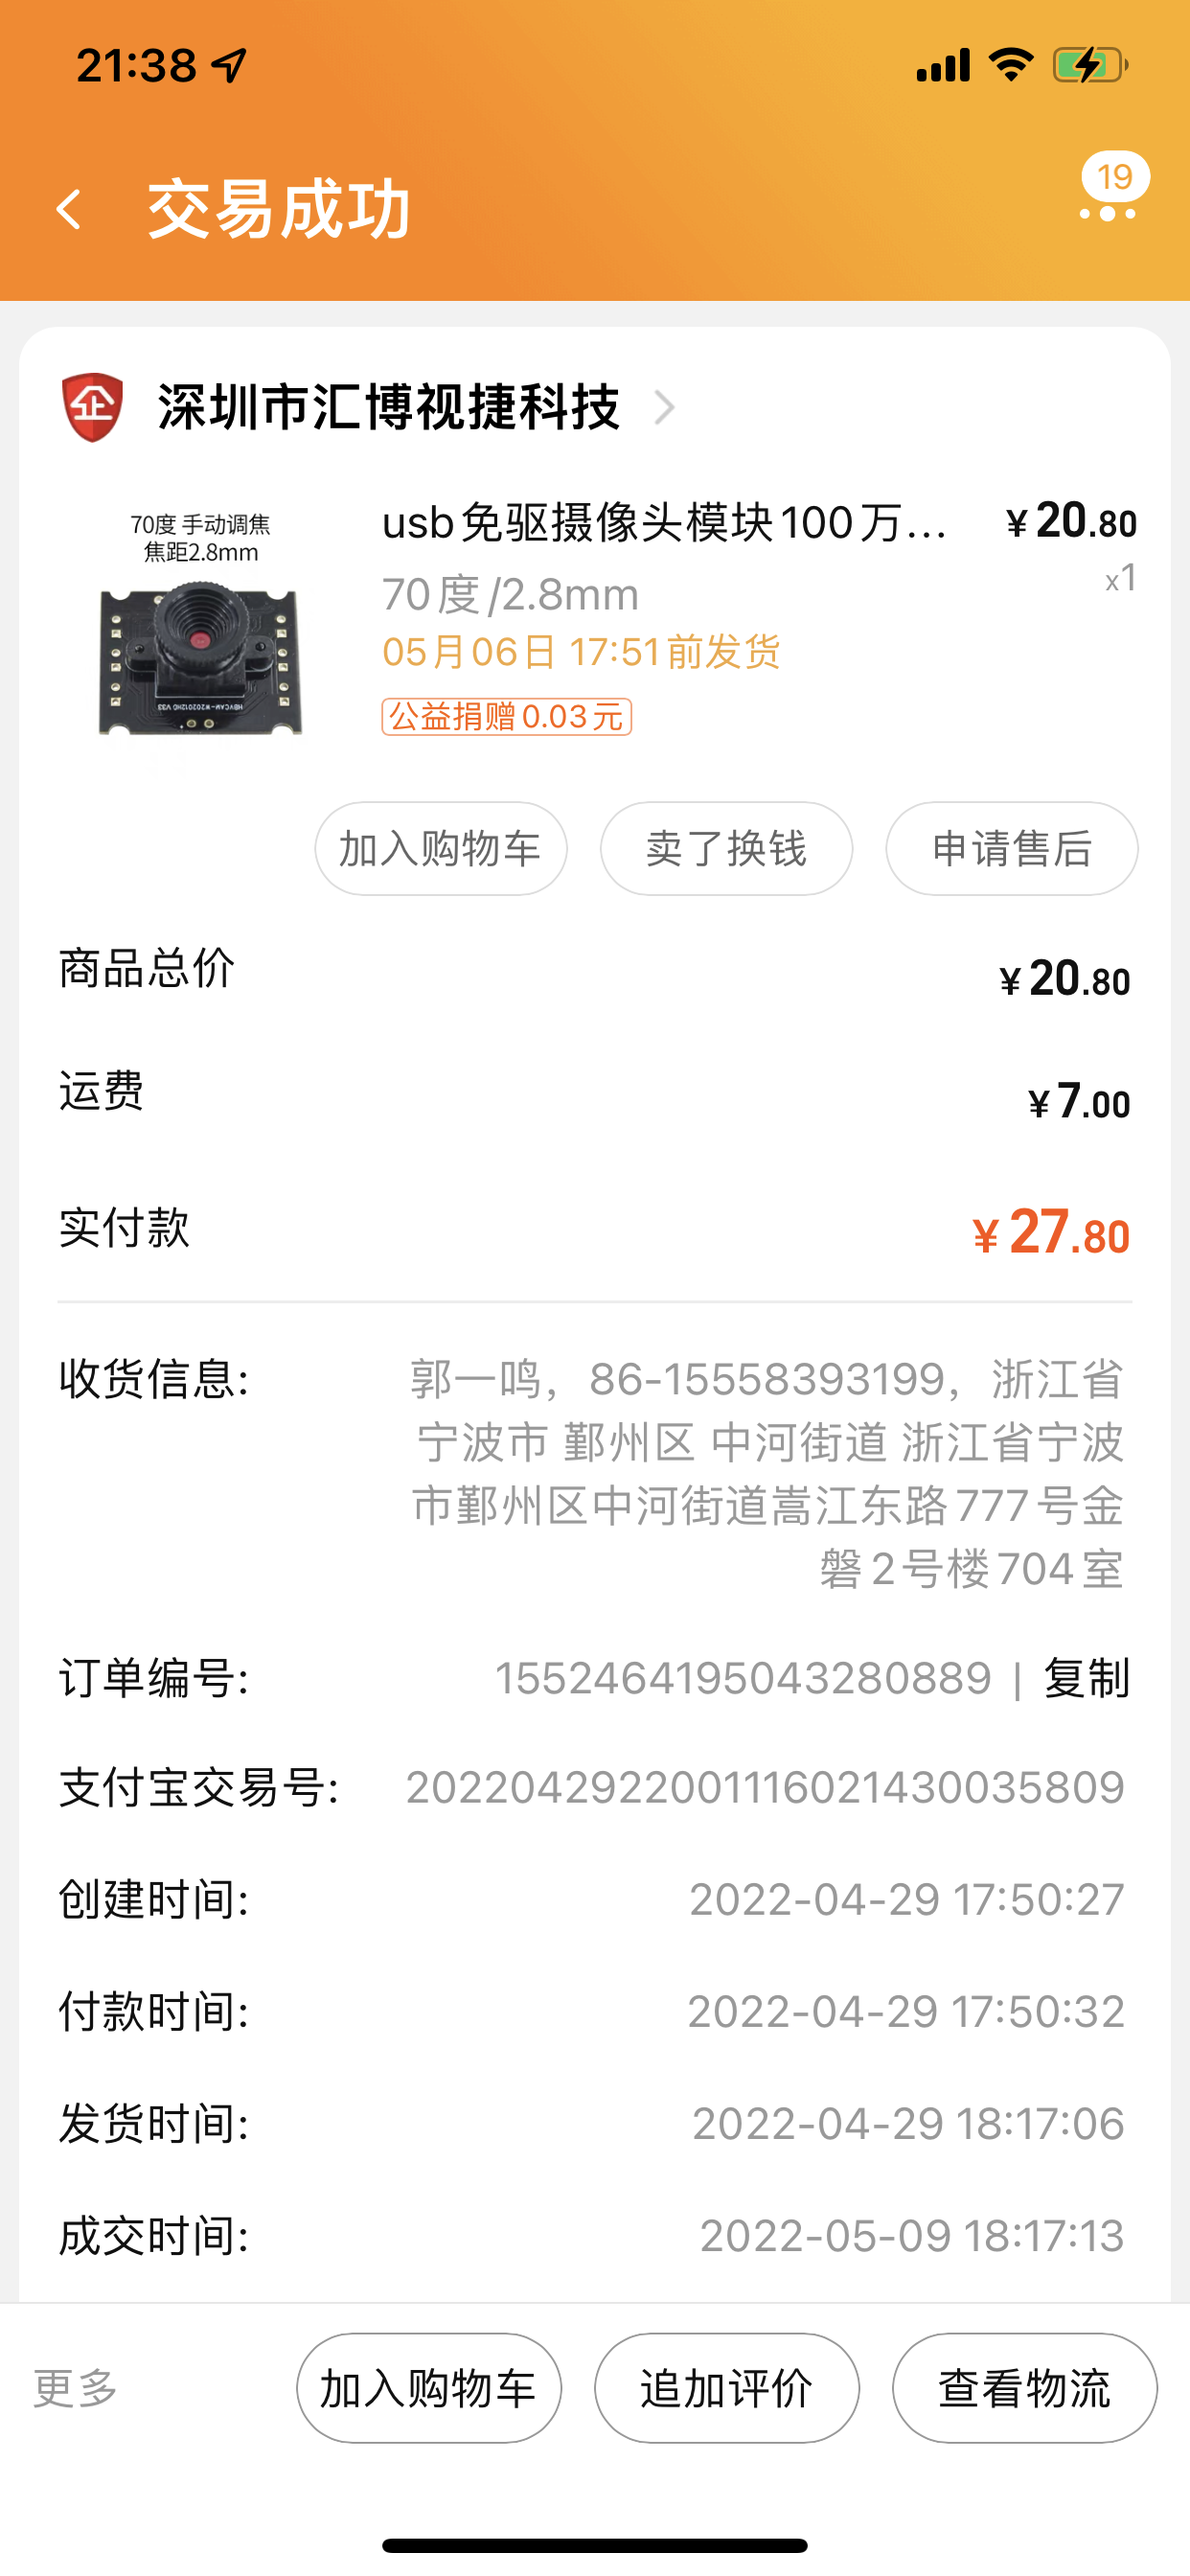 21:38
19
交易成功
企 深圳市汇博视捷科技
70度 手动调焦
焦距2.8mm
HBVCAM-W202012HD V33
usb免驱摄像头模块100万... ¥20.80
70度/2.8mm x1
05月06日 17:51前发货
公益捐赠0.03元
加入购物车 卖了换钱 申请售后
商品总价 ¥20.80
运费 ¥7.00
实付款 ¥27.80
收货信息: 郭一鸣，86-15558393199，浙江省
宁波市 鄞州区 中河街道 浙江省宁波
市鄞州区中河街道嵩江东路777号金
磐2号楼704室
订单编号: 1552464195043280889 | 复制
支付宝交易号: 2022042922001116021430035809
创建时间: 2022-04-29 17:50:27
付款时间: 2022-04-29 17:50:32
发货时间: 2022-04-29 18:17:06
成交时间: 2022-05-09 18:17:13
更多 加入购物车 追加评价 查看物流